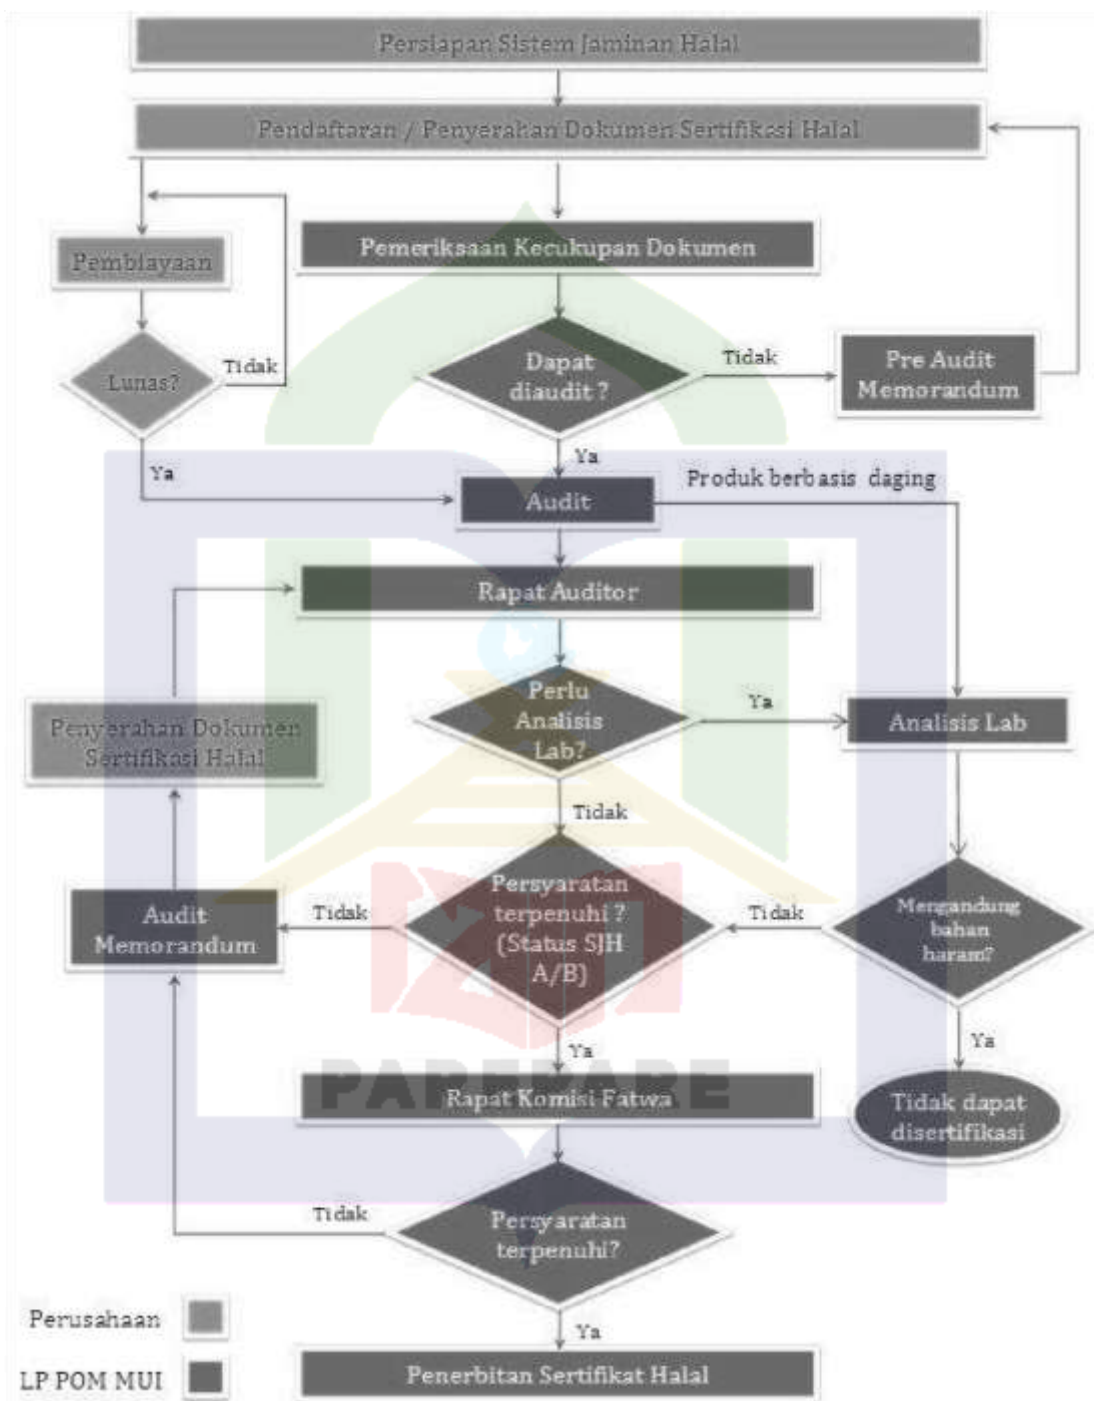 Persiapan Sistem Jaminan Halal
Pendaftaran / Penyerahan Dokumen Sertifikasi Halal
Pembiayaan
Pemeriksaan Kecukupan Dokumen
Lunas?
Tidak
Dapat
diaudit ?
Tidak
Pre Audit
Memorandum
Ya
Ya
Audit
Produk berbasis daging
Rapat Auditor
Penyerahan Dokumen
Sertifikasi Halal
Perlu
Analisis
Lab?
Ya
Analisis Lab
Tidak
Audit
Memorandum
Tidak
Persyaratan
terpenuhi ?
(Status SJH
A/B)
Tidak
Mengandung
bahan
haram?
Ya
Ya
PAREPARE
Rapat Komisi Fatwa
Tidak dapat
disertifikasi
Tidak
Persyaratan
terpenuhi?
Perusahaan
Ya
LP POM MUI
Penerbitan Sertifikat Halal